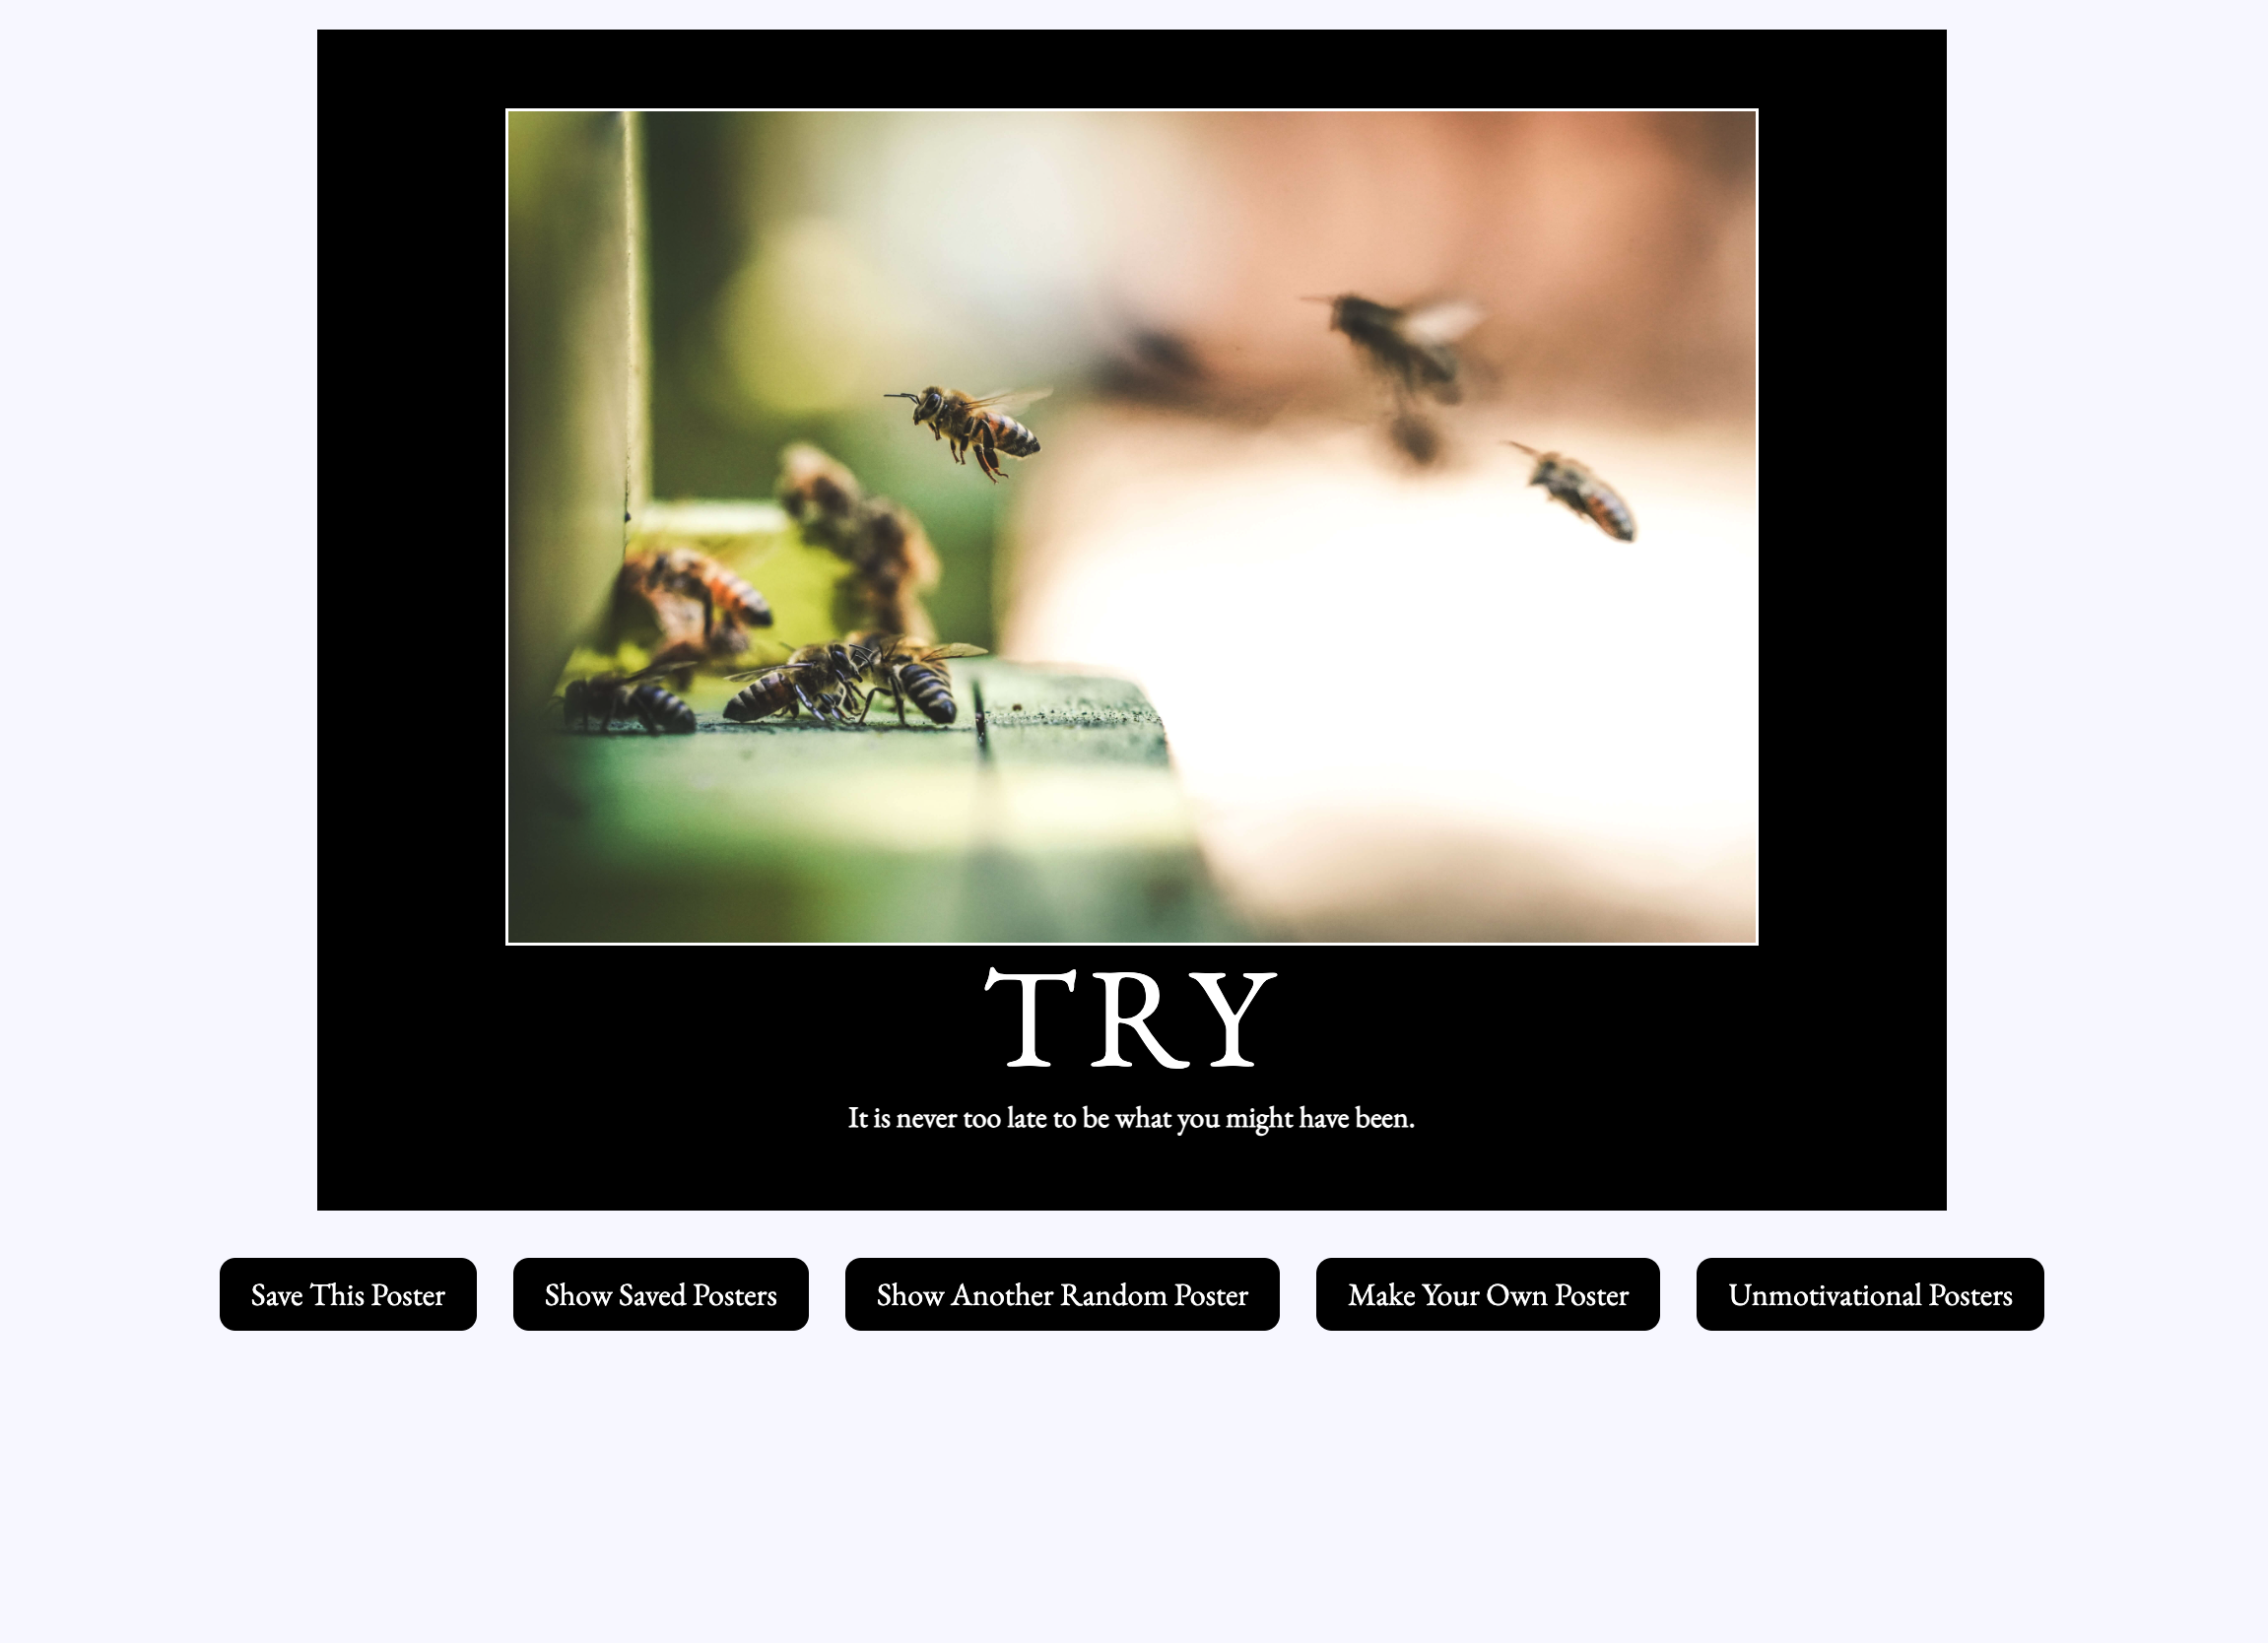 TRY
It is never too late to be what you might have been.
Save This Poster
Show Saved Posters
Show Another Random Poster
Make Your Own Poster
Unmotivational Posters